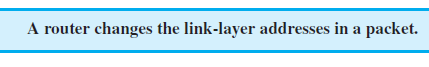 A router changes the link-layer addresses in a packet.